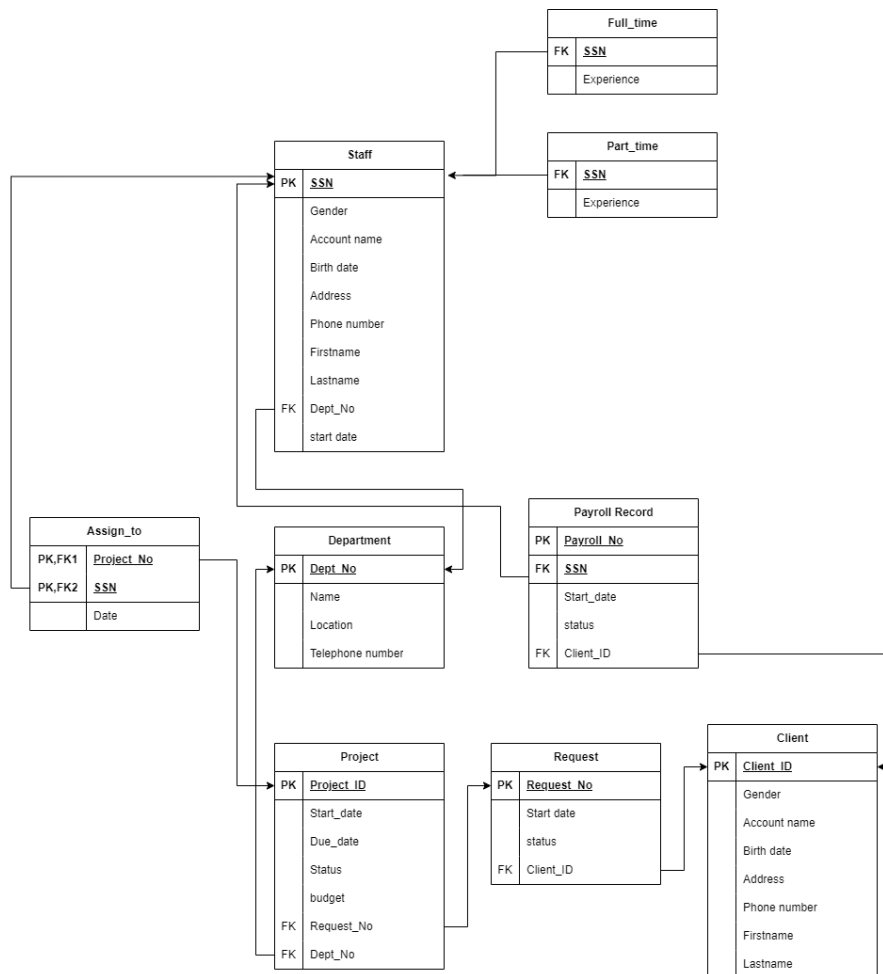 Full_time
FK SSN
Experience
Part_time
FK SSN
Experience
Staff
PK SSN
Gender
Account name
Birth date
Address
Phone number
Firstname
Lastname
FK Dept_No
start date
Assign_to
PK,FK1 Project_No
PK,FK2 SSN
Date
Department
PK Dept_No
Name
Location
Telephone number
Payroll Record
PK Payroll_No
FK SSN
Start_date
status
FK Client_ID
Project
PK Project_ID
Start_date
Due_date
Status
budget
FK Request_No
FK Dept_No
Request
PK Request_No
Start date
status
FK Client_ID
Client
PK Client_ID
Gender
Account name
Birth date
Address
Phone number
Firstname
Lastname